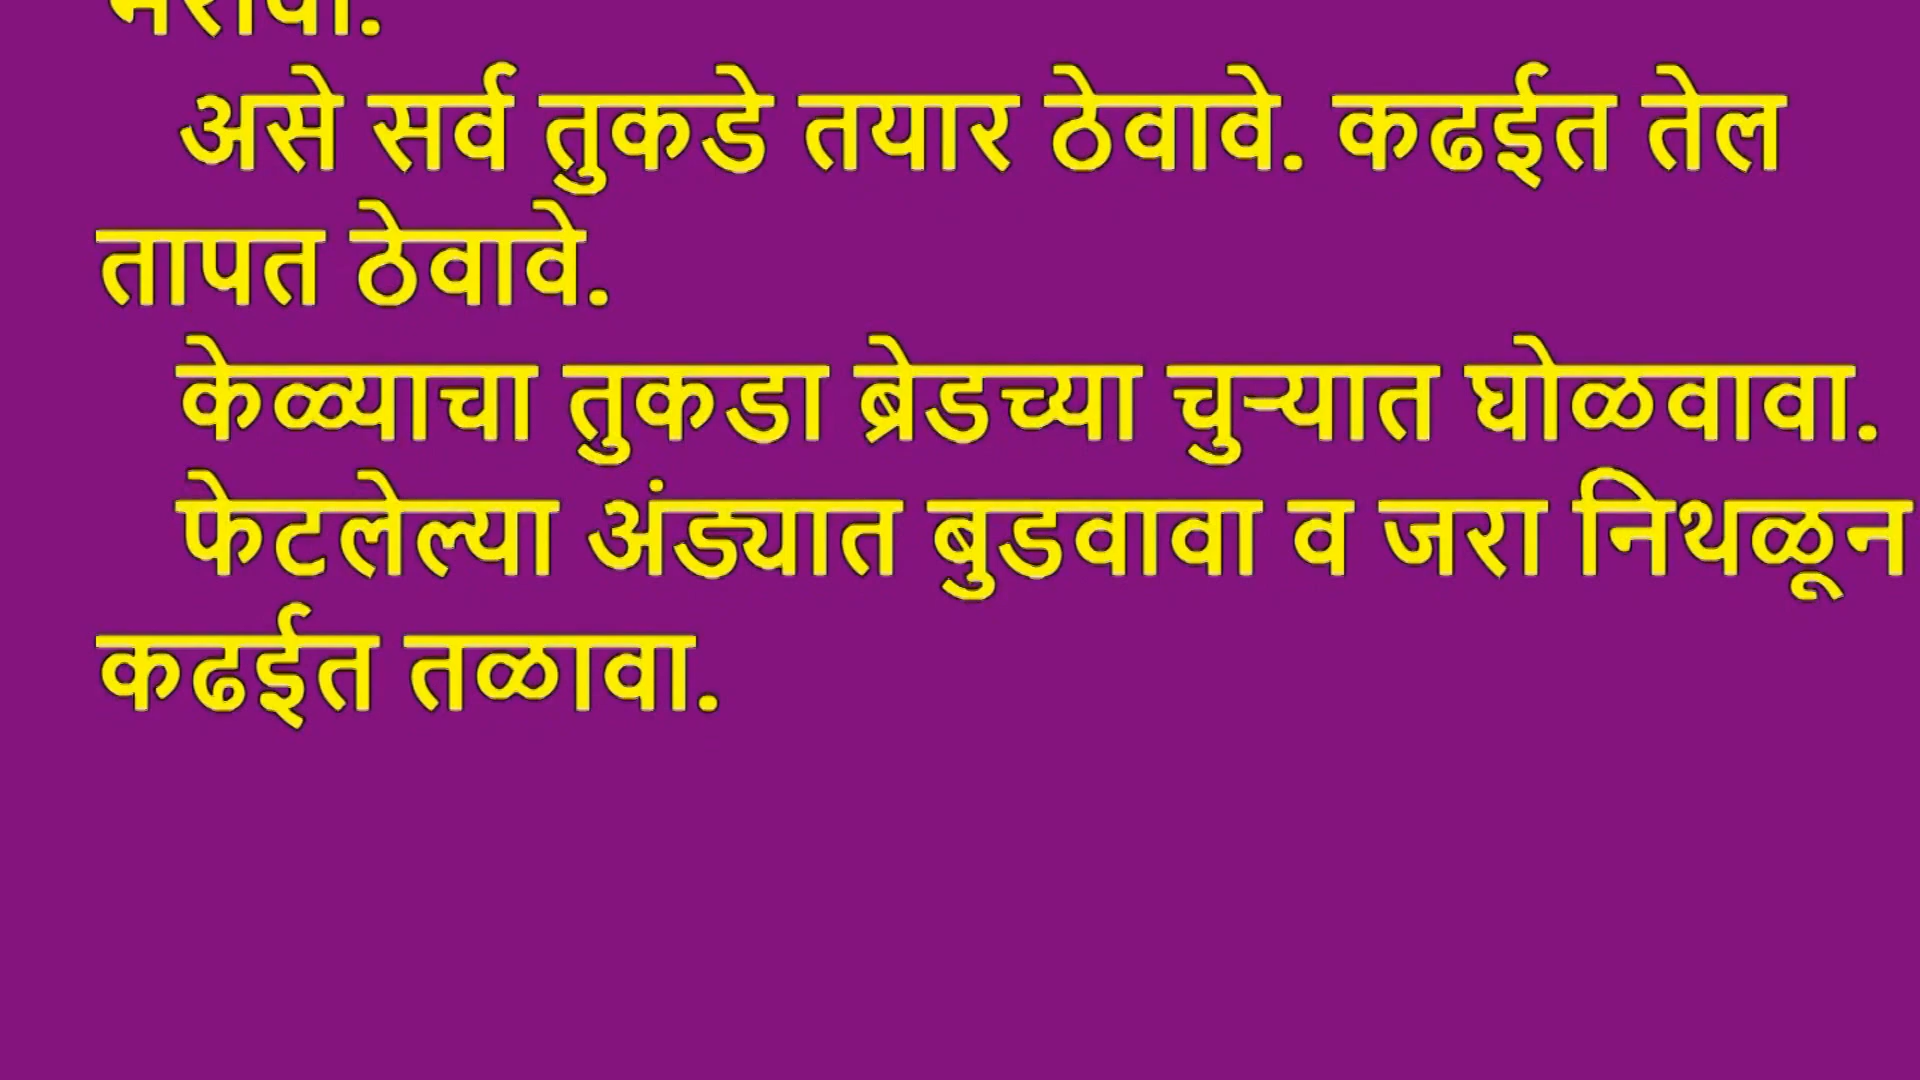 असे सर्व तुकडे तयार ठेवावे. कढईत तेल
तापत ठेवावे.
केळ्याचा तुकडा ब्रेडच्या चुऱ्यात घोळवावा.
फेटलेल्या अंड्यात बुडवावा व जरा निथळून
कढईत तळावा.